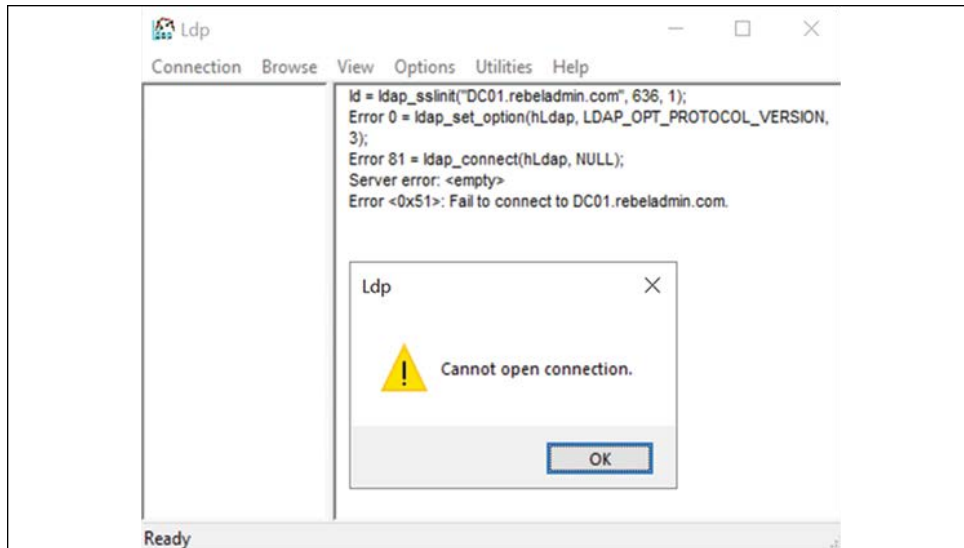 Ldp
Connection Browse View Options Utilities Help
ld = ldap_sslinit("DC01.rebeladmin.com", 636, 1);
Error 0 = ldap_set_option(hLdap, LDAP_OPT_PROTOCOL_VERSION,
3);
Error 81 = ldap_connect(hLdap, NULL);
Server error: <empty>
Error <0x51>: Fail to connect to DC01.rebeladmin.com.
Ldp
Cannot open connection.
OK
Ready